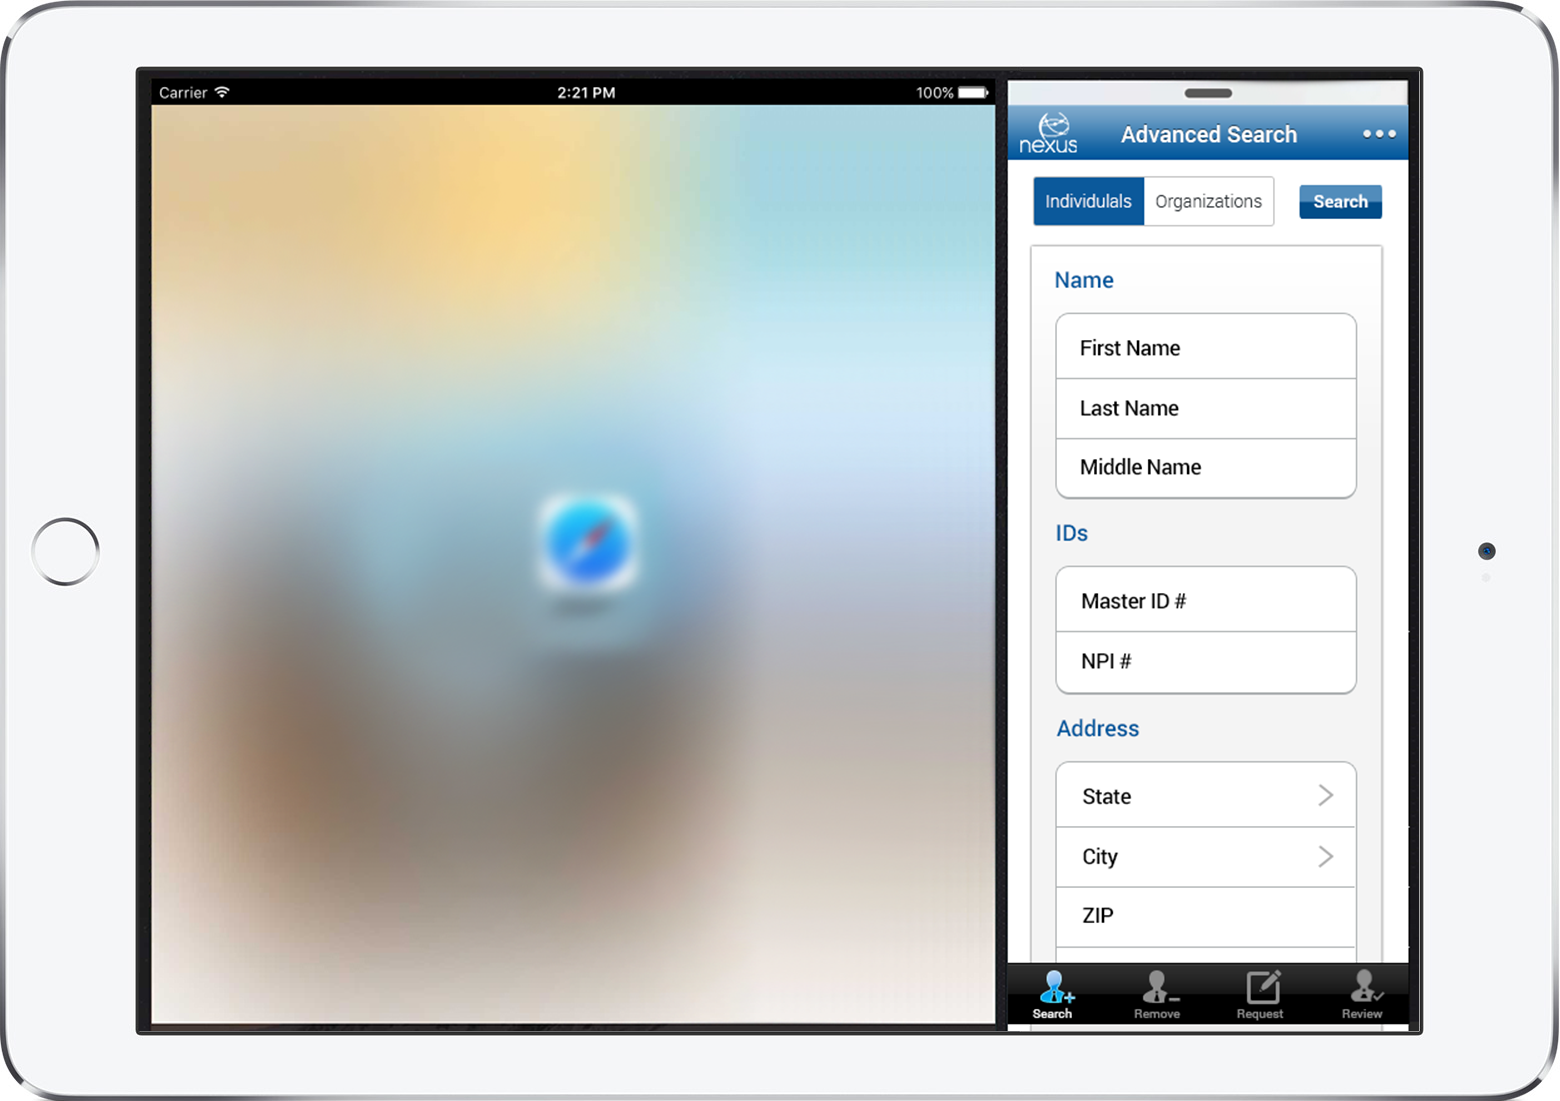 Carrier 2:21 PM 100%
nexus
Advanced Search
Individulals Organizations Search
Name
First Name
Last Name
Middle Name
IDs
Master ID #
NPI #
Address
State
City
ZIP
Search Remove Request Review